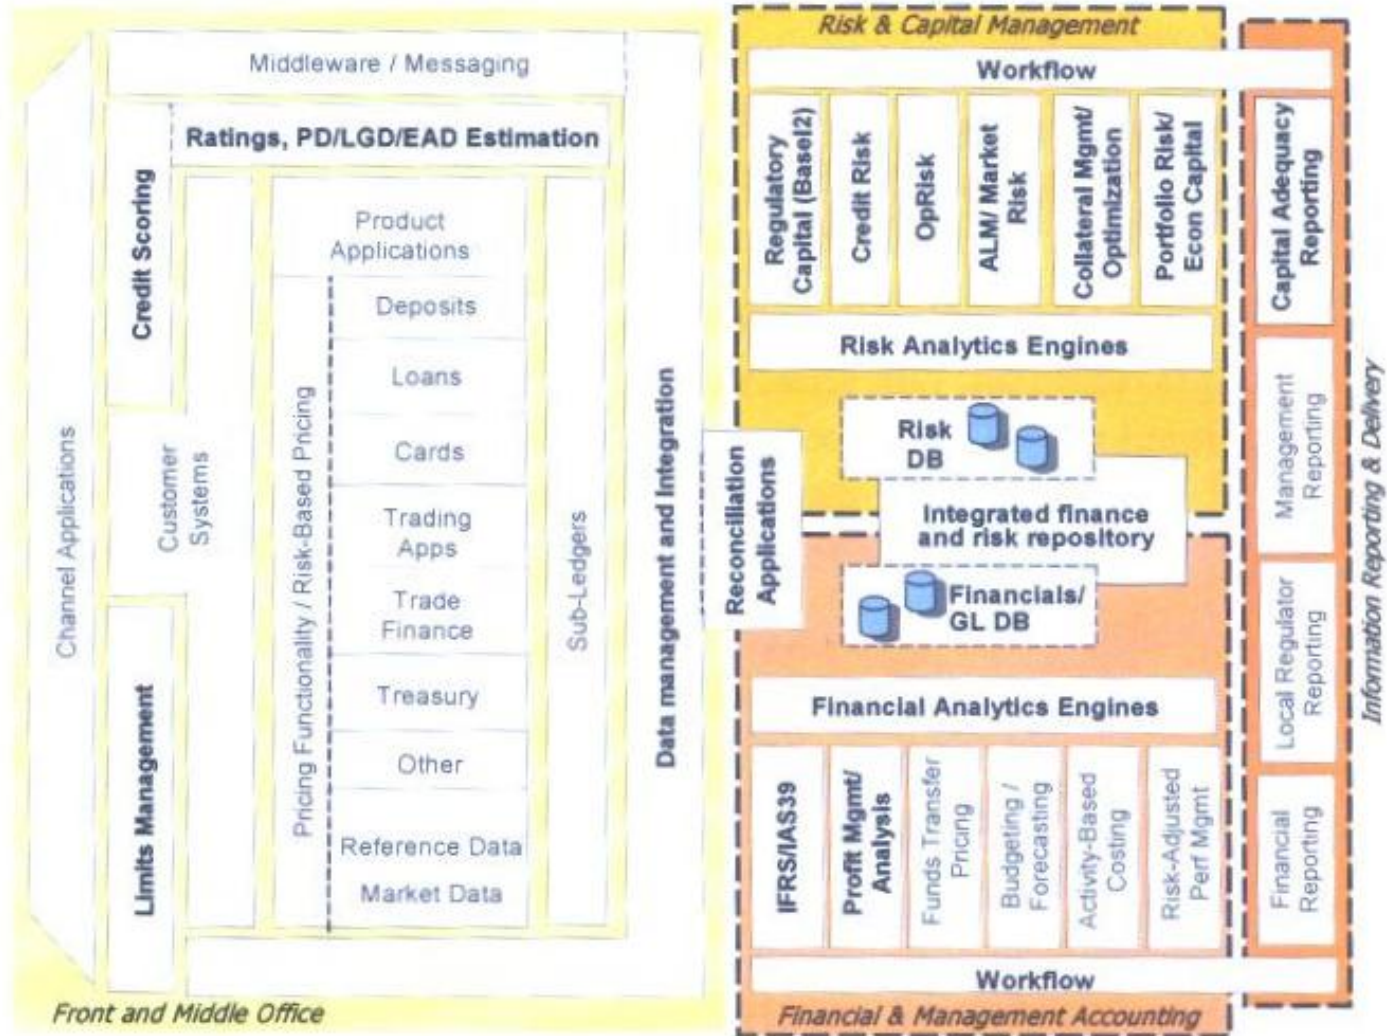 Risk & Capital Management
Middleware / Messaging
Workflow
Ratings, PD/LGD/EAD Estimation
Credit Scoring
Channel Applications
Customer
Systems
Limits Management
Product
Applications
Pricing Functionality / Risk-Based Pricing
Deposits
Loans
Cards
Trading
Apps
Trade
Finance
Treasury
Other
Reference Data
Market Data
Sub-Ledgers
Data management and Integration
Reconciliation
Applications
Regulatory
Capital (Basel2)
Credit Risk
OpRisk
ALM/ Market
Risk
Collateral Mgmt/
Optimization
Portfolio Risk/
Econ Capital
Risk Analytics Engines
Risk
DB
Integrated finance
and risk repository
Financials/
GL DB
Financial Analytics Engines
IFRS/IAS39
Profit Mgmt/
Analysis
Funds Transfer
Pricing
Budgeting /
Forecasting
Activity-Based
Costing
Risk-Adjusted
Perf Mgmt
Workflow
Capital Adequacy
Reporting
Management
Reporting
Local Regulator
Reporting
Financial
Reporting
Information Reporting & Delivery
Front and Middle Office
Financial & Management Accounting